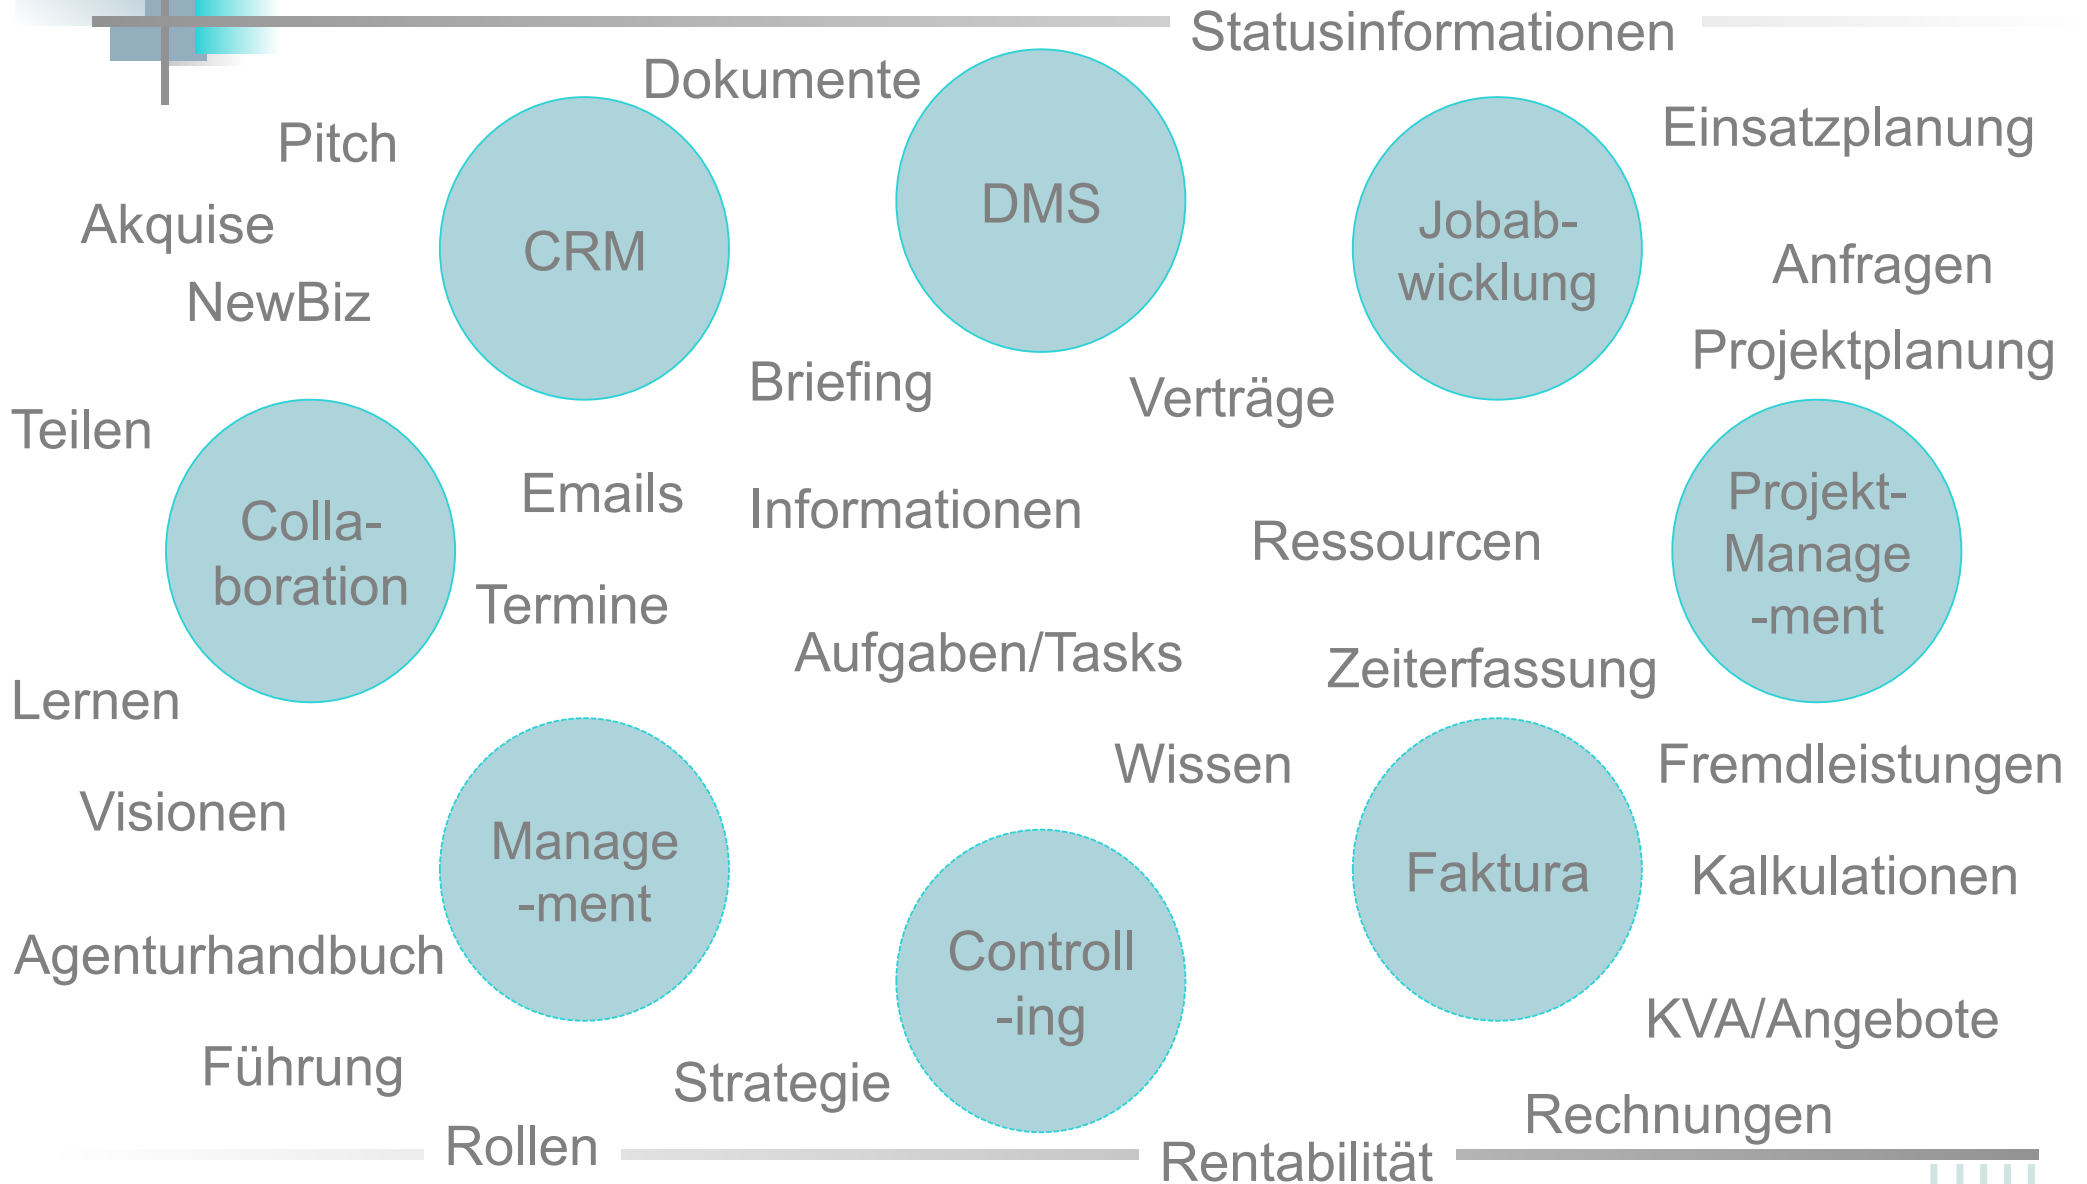 Statusinformationen
Dokumente
Einsatzplanung
Pitch
DMS
Akquise
CRM
Jobab-
wicklung
Anfragen
NewBiz
Projektplanung
Briefing
Verträge
Teilen
Emails
Informationen
Colla-
boration
Ressourcen
Projekt-
Manage
-ment
Termine
Aufgaben/Tasks
Zeiterfassung
Lernen
Wissen
Fremdleistungen
Visionen
Manage
-ment
Faktura
Kalkulationen
Agenturhandbuch
Controll
-ing
KVA/Angebote
Führung
Strategie
Rechnungen
Rollen
Rentabilität